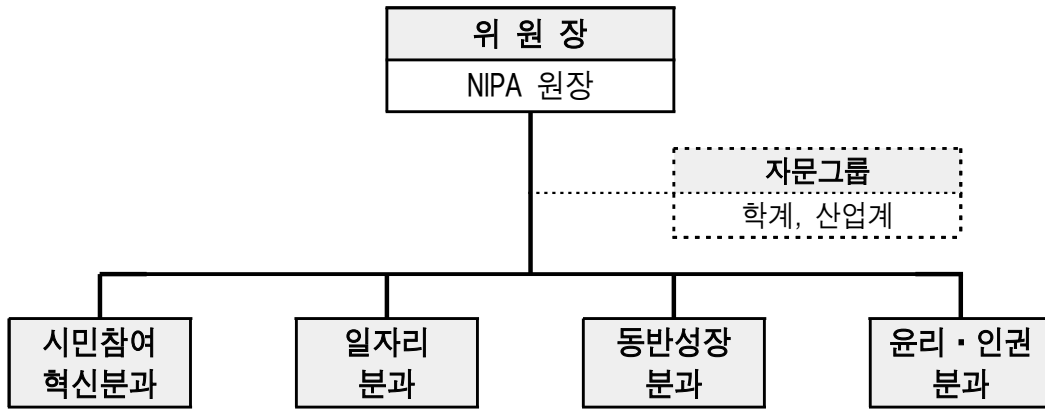 위 원 장
NIPA 원장
자문그룹
학계, 산업계
시민참여
혁신분과
일자리
분과
동반성장
분과
윤리・인권
분과